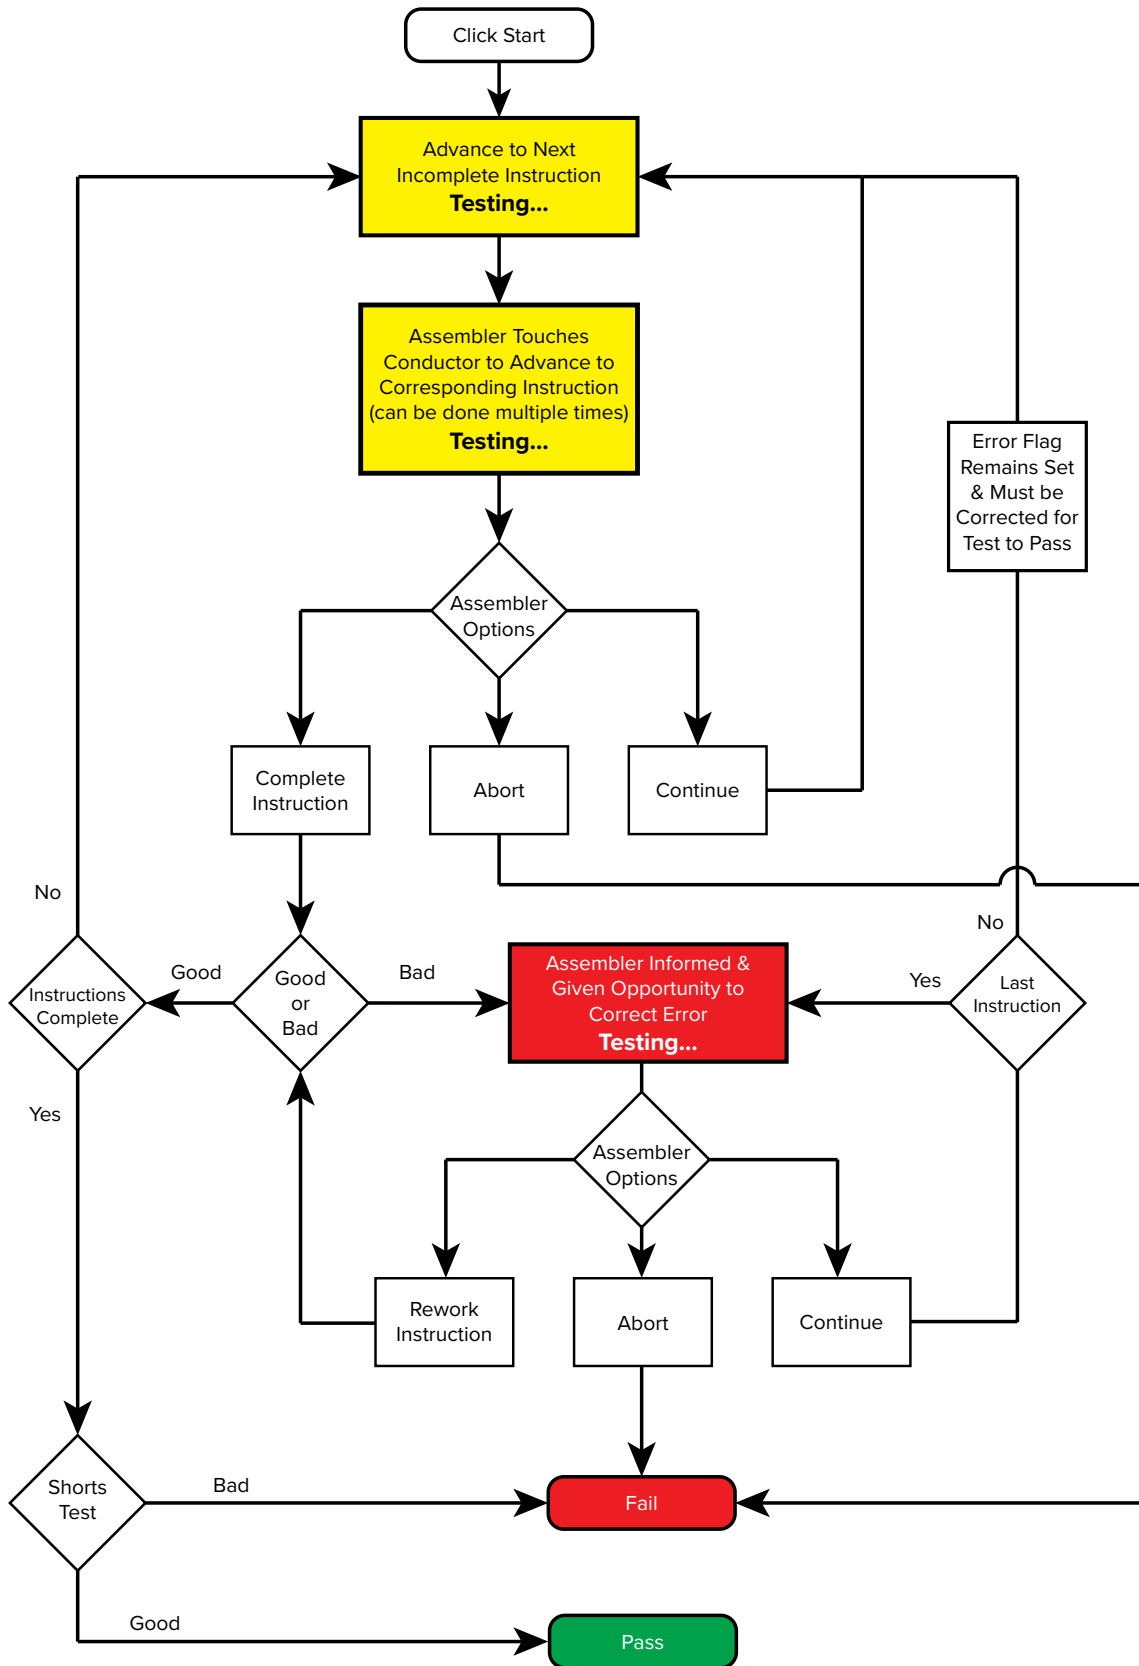 Click Start
Advance to Next
Incomplete Instruction
Testing...
Assembler Touches
Conductor to Advance to
Corresponding Instruction
(can be done multiple times)
Testing...
Error Flag
Remains Set
& Must be
Corrected for
Test to Pass
Assembler
Options
Complete
Instruction
Abort
Continue
No
No
Instructions
Complete
Good
Good
or
Bad
Bad
Assembler Informed &
Given Opportunity to
Correct Error
Testing...
Yes
Last
Instruction
Yes
Assembler
Options
Rework
Instruction
Abort
Continue
Shorts
Test
Bad
Fail
Good
Pass